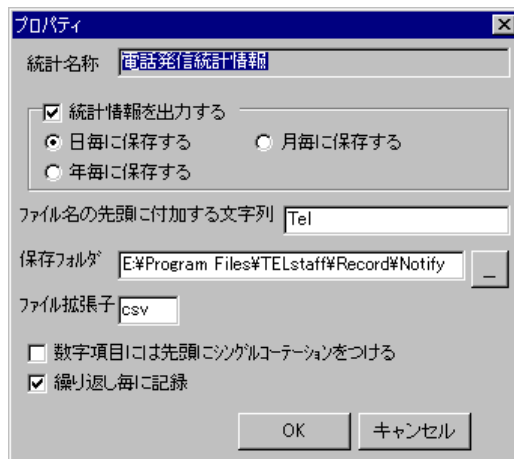 プロパティ
統計名称 電話発信統計情報
統計情報を出力する
日毎に保存する 月毎に保存する
年毎に保存する
ファイル名の先頭に付加する文字列 Tel
保存フォルダ E:¥Program Files¥TELstaff¥Record¥Notify _
ファイル拡張子 csv
数字項目には先頭にシングルコーテーションをつける
繰り返し毎に記録
OK キャンセル